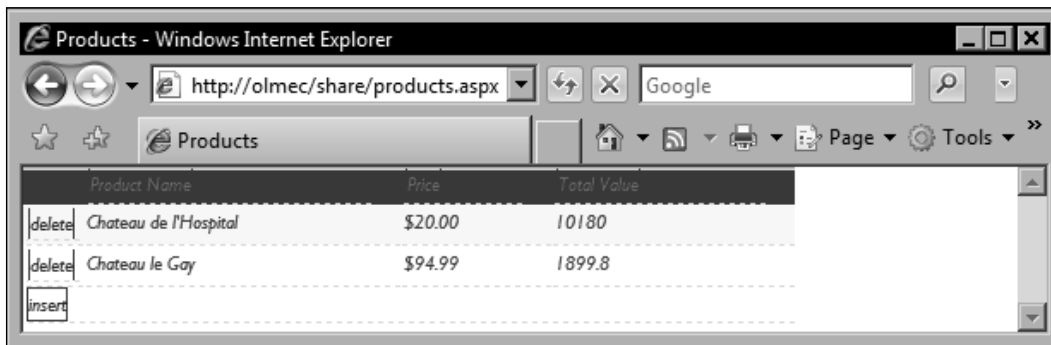 Products - Windows Internet Explorer
http://olmec/share/products.aspx Google
Products Page Tools »
Product Name Price Total Value
delete Chateau de l'Hospital $20.00 10180
delete Chateau le Gay $94.99 1899.8
insert